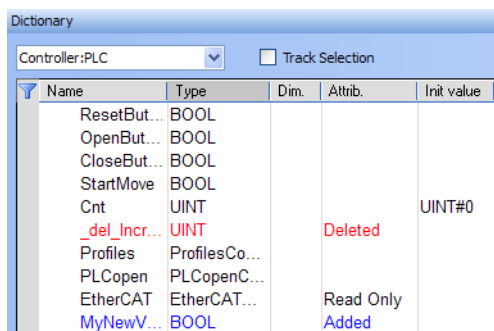 Dictionary
Controller:PLC Track Selection
Name Type Dim. Attrib. Init value
ResetBut... BOOL
OpenBut... BOOL
CloseBut... BOOL
StartMove BOOL
Cnt UINT UINT#0
_del_Incr... UINT Deleted
Profiles ProfilesCo...
PLCopen PLCopenC...
EtherCAT EtherCAT... Read Only
MyNewV... BOOL Added